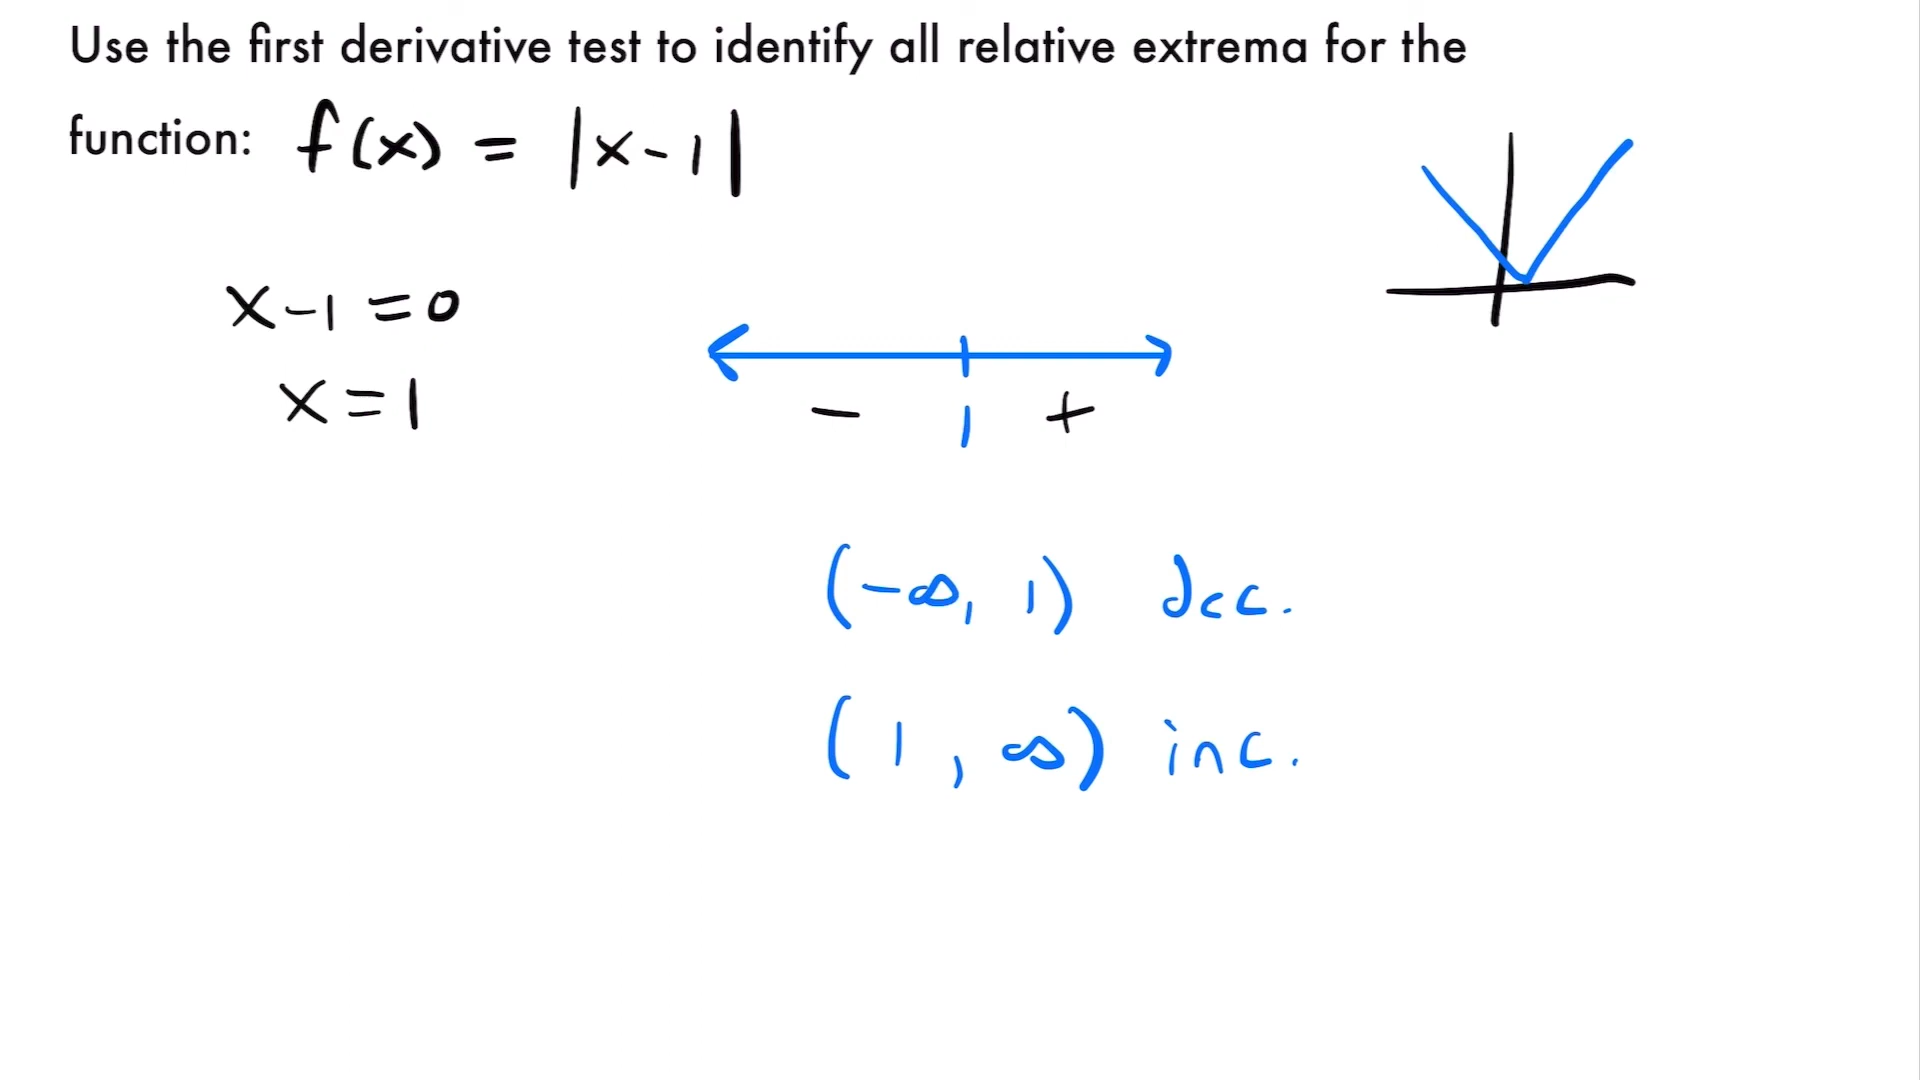 Use the first derivative test to identify all relative extrema for the
function: f(x) = |x-1|
x-1=0
x=1
- 1 +
(-∞, 1) dec.
(1, ∞) inc.